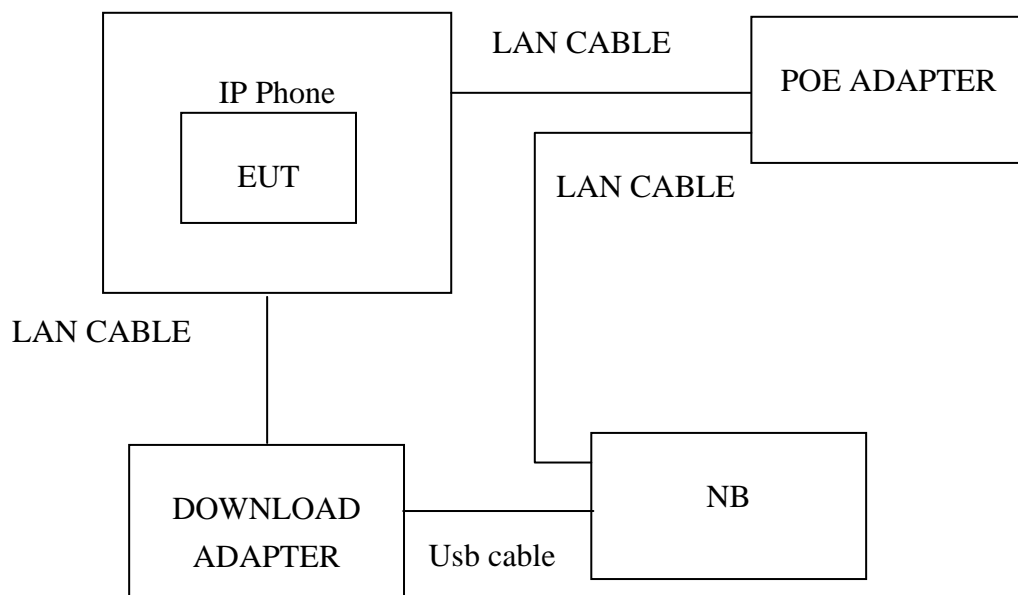 LAN CABLE
POE ADAPTER
IP Phone
EUT
LAN CABLE
LAN CABLE
DOWNLOAD
ADAPTER
NB
Usb cable